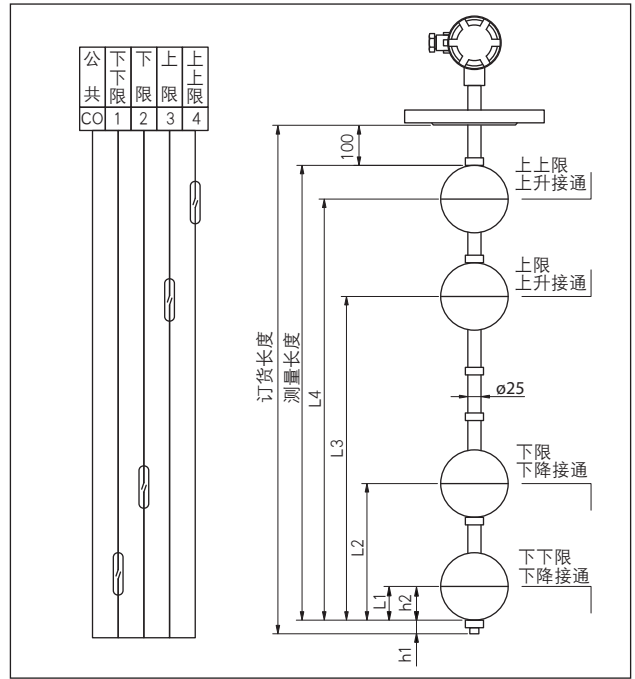 公共
下下限
下限
上限
上上限
CO 1 2 3 4
100
上上限
上升接通
上限
上升接通
订货长度
测量长度
L4
L3
ø25
下限
下降接通
L2
下下限
下降接通
L1
h2
h1